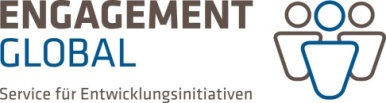 ENGAGEMENT
GLOBAL
Service für Entwicklungsinitiativen